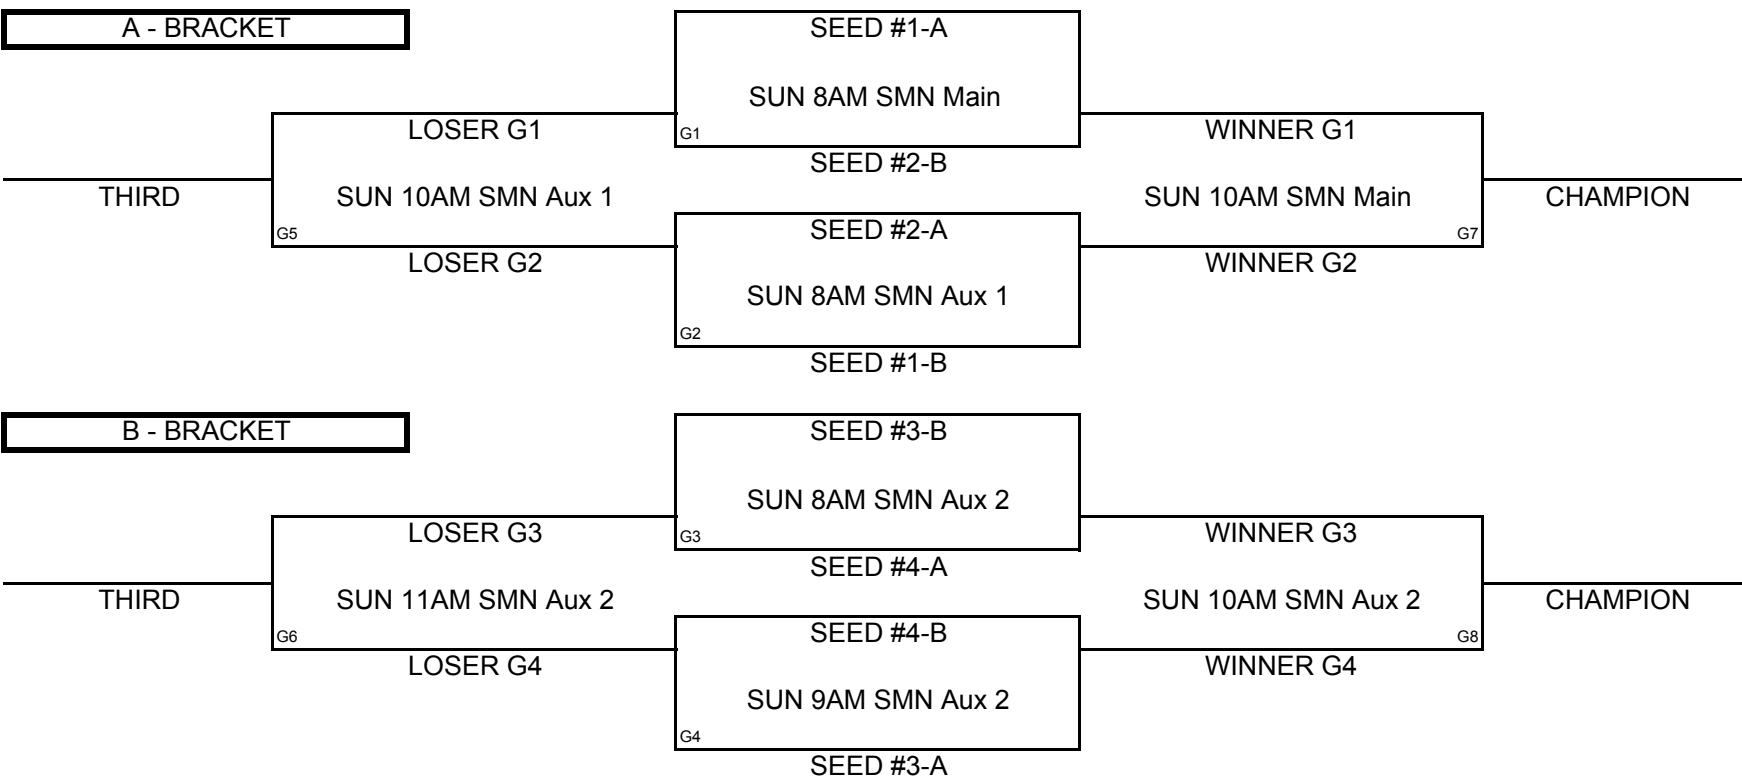 A - BRACKET
SEED #1-A
SUN 8AM SMN Main
G1
SEED #2-B
LOSER G1
WINNER G1
THIRD
SUN 10AM SMN Aux 1
G5
LOSER G2
SUN 10AM SMN Main
G7
WINNER G2
CHAMPION
SEED #2-A
SUN 8AM SMN Aux 1
G2
SEED #1-B
B - BRACKET
SEED #3-B
SUN 8AM SMN Aux 2
G3
SEED #4-A
LOSER G3
WINNER G3
THIRD
SUN 11AM SMN Aux 2
G6
LOSER G4
SUN 10AM SMN Aux 2
G8
WINNER G4
CHAMPION
SEED #4-B
SUN 9AM SMN Aux 2
G4
SEED #3-A